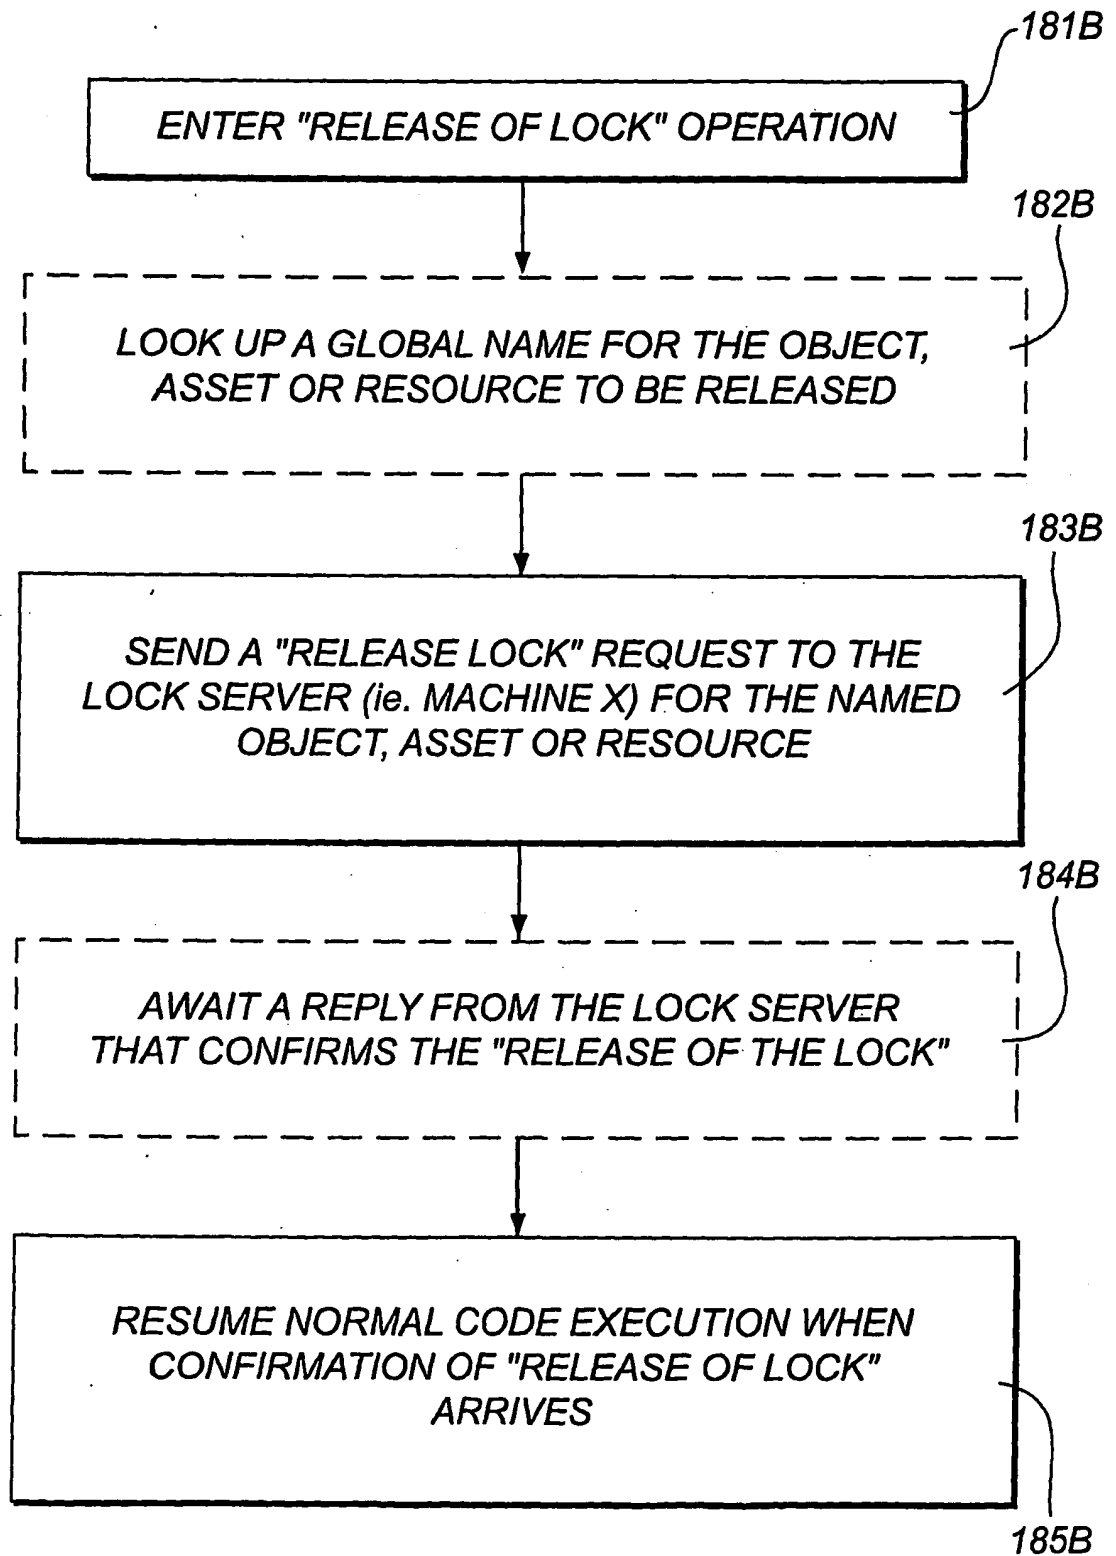 181B
ENTER "RELEASE OF LOCK" OPERATION
182B
LOOK UP A GLOBAL NAME FOR THE OBJECT,
ASSET OR RESOURCE TO BE RELEASED
183B
SEND A "RELEASE LOCK" REQUEST TO THE
LOCK SERVER (ie. MACHINE X) FOR THE NAMED
OBJECT, ASSET OR RESOURCE
184B
AWAIT A REPLY FROM THE LOCK SERVER
THAT CONFIRMS THE "RELEASE OF THE LOCK"
RESUME NORMAL CODE EXECUTION WHEN
CONFIRMATION OF "RELEASE OF LOCK"
ARRIVES
185B